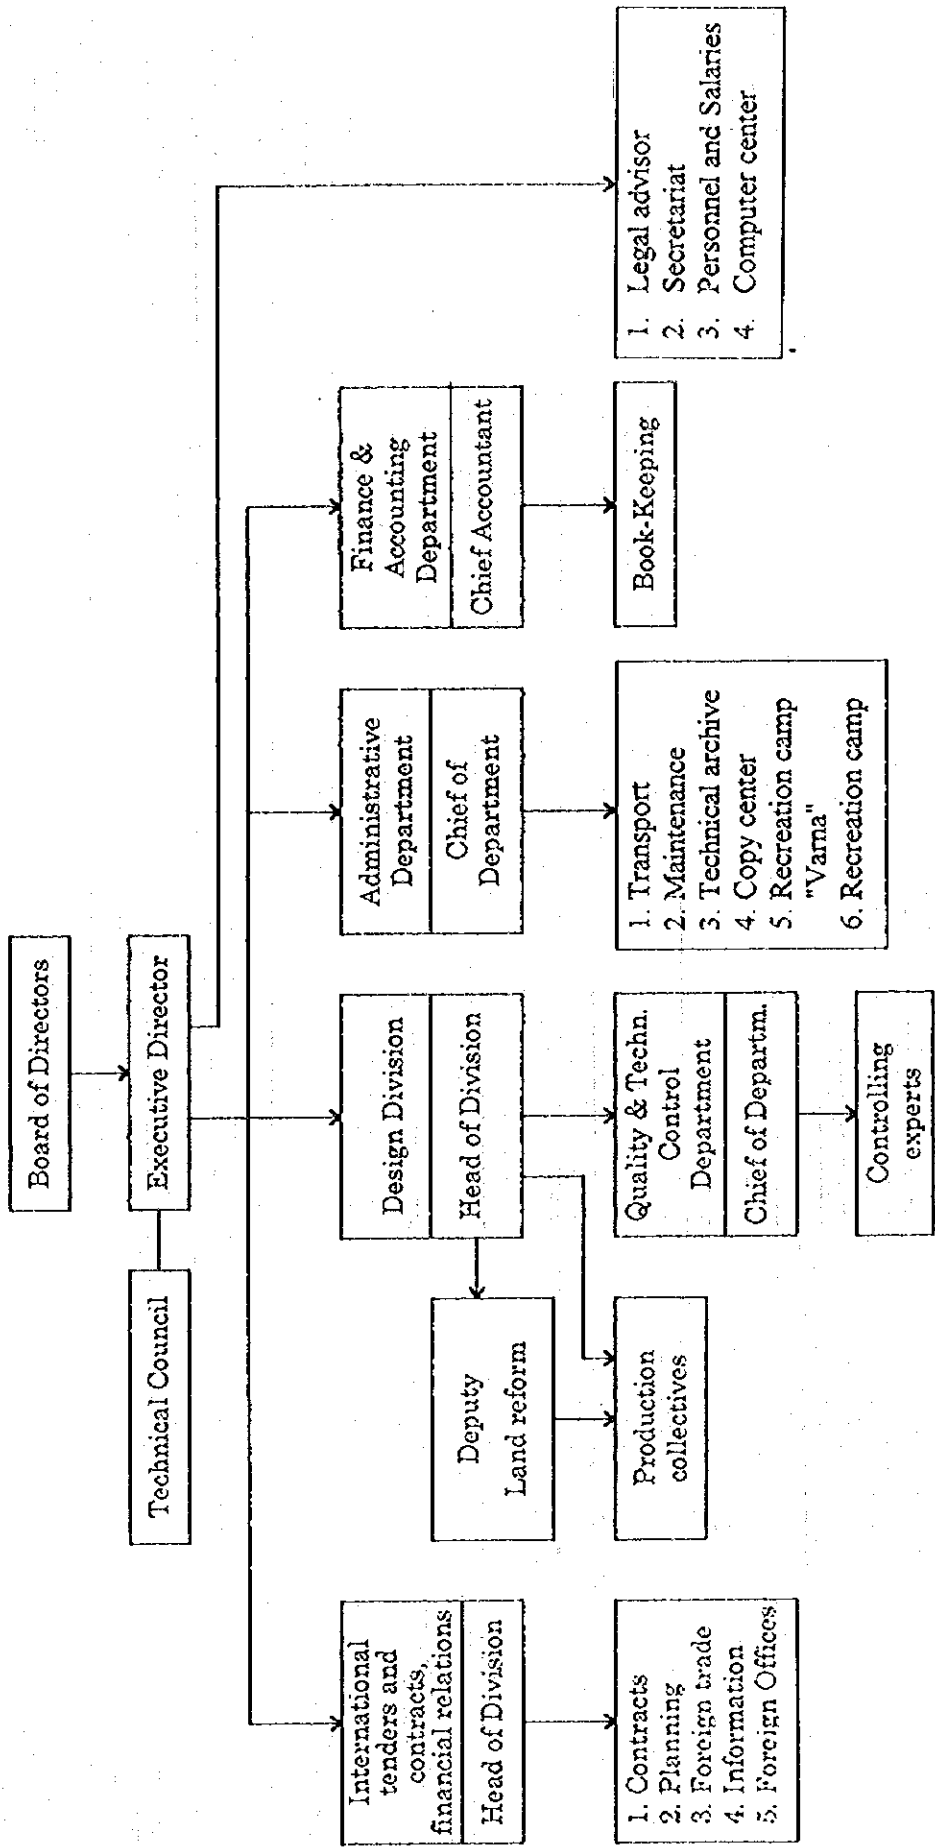 Board of Directors
Technical Council
Executive Director
International
tenders and
contracts,
financial relations
Head of Division
Design Division
Head of Division
Administrative
Department
Chief of
Department
Finance &
Accounting
Department
Chief Accountant
Deputy
Land reform
1. Contracts
2. Planning
3. Foreign trade
4. Information
5. Foreign Offices
Production
collectives
Quality & Techn.
Control
Department
Chief of Departm.
Controlling
experts
1. Transport
2. Maintenance
3. Technical archive
4. Copy center
5. Recreation camp
"Varna"
6. Recreation camp
Book-Keeping
1. Legal advisor
2. Secretariat
3. Personnel and Salaries
4. Computer center